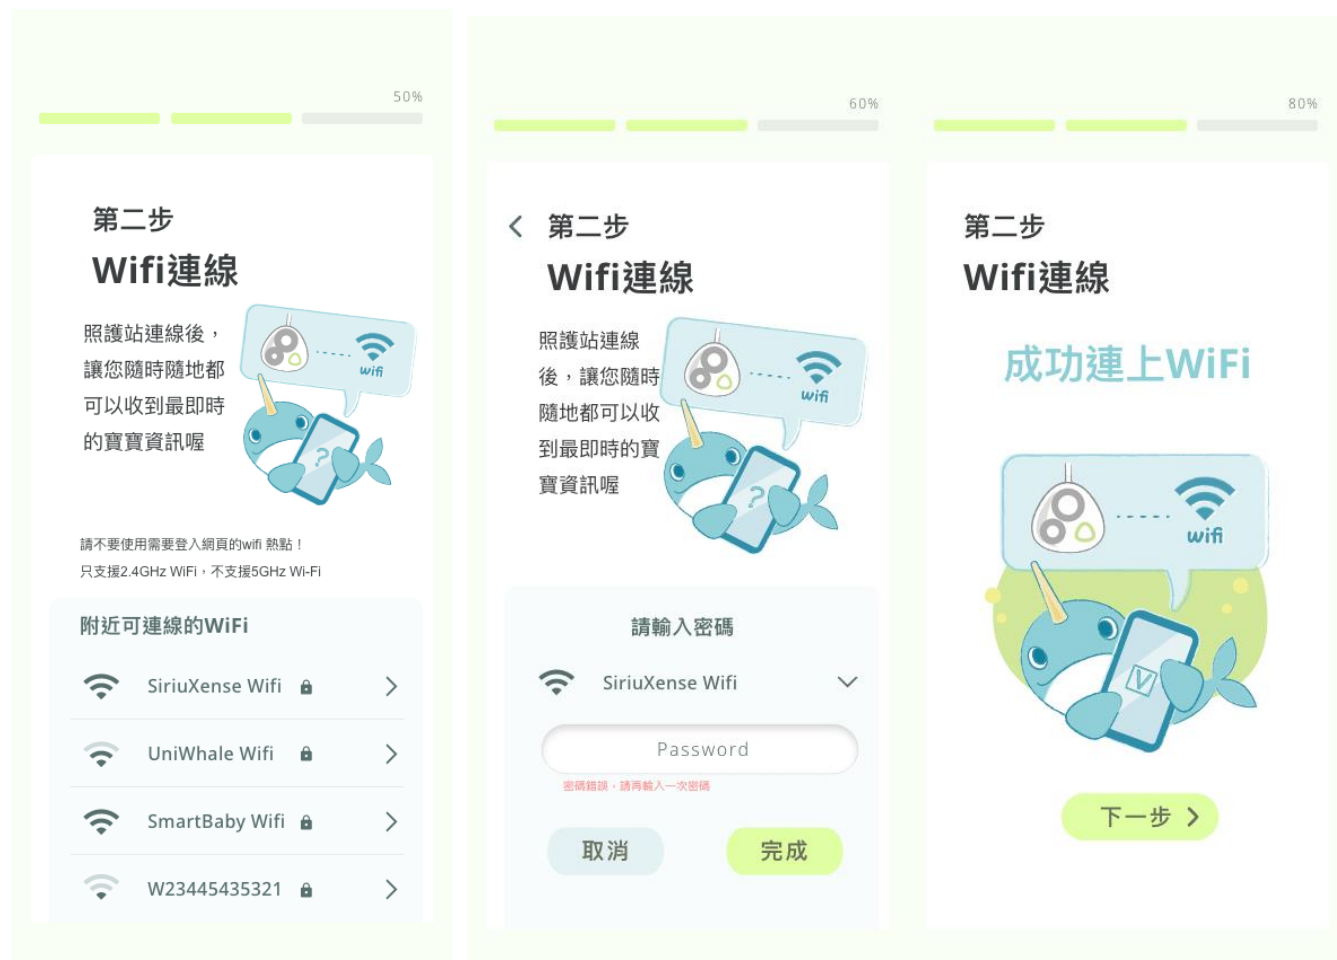 50%
第二步
Wifi連線
照護站連線後，
讓您隨時隨地都
可以收到最即時
的寶寶資訊喔
wifi
?
請不要使用需要登入網頁的wifi 熱點！
只支援2.4GHz WiFi，不支援5GHz Wi-Fi
附近可連線的WiFi
SiriuXense Wifi
UniWhale Wifi
SmartBaby Wifi
W23445435321
60%
第二步
Wifi連線
照護站連線
後，讓您隨時
隨地都可以收
到最即時的寶
寶資訊喔
wifi
?
請輸入密碼
SiriuXense Wifi
Password
密碼錯誤，請再輸入一次密碼
取消
完成
80%
第二步
Wifi連線
成功連上WiFi
wifi
V
下一步